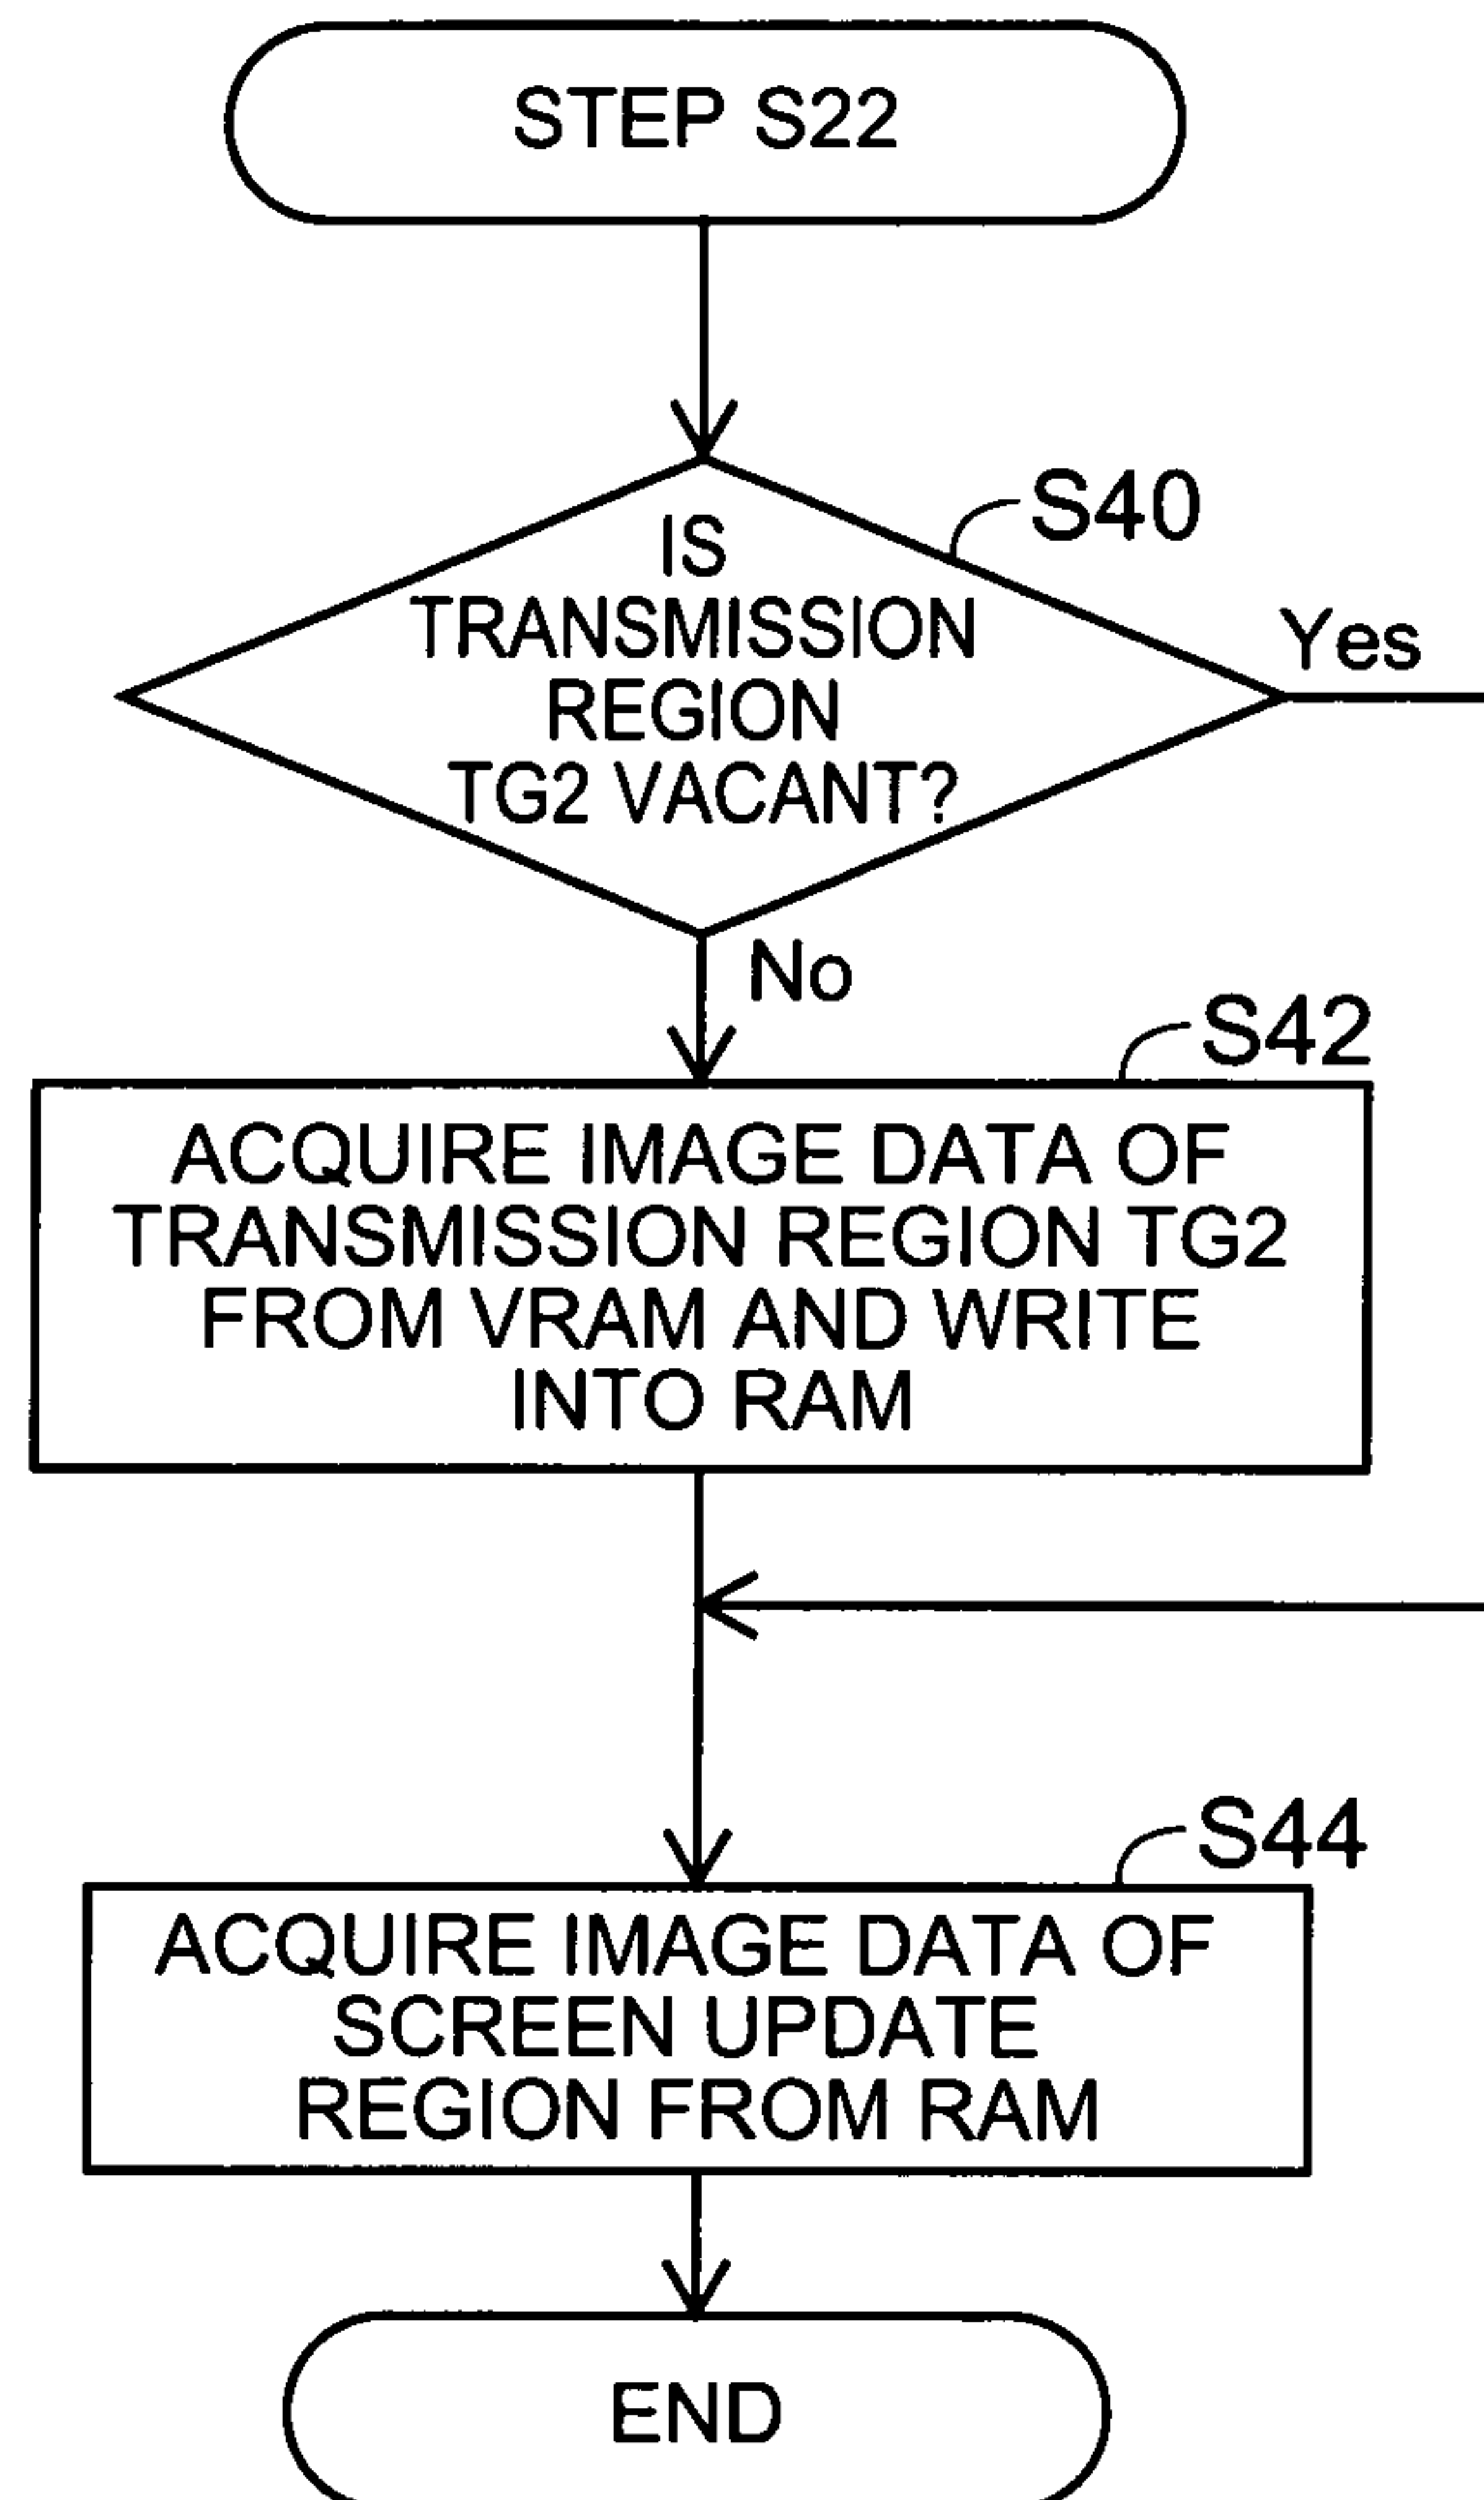 STEP S22
S40
IS
TRANSMISSION
REGION
TG2 VACANT?
Yes
No
S42
ACQUIRE IMAGE DATA OF
TRANSMISSION REGION TG2
FROM VRAM AND WRITE
INTO RAM
S44
ACQUIRE IMAGE DATA OF
SCREEN UPDATE
REGION FROM RAM
END